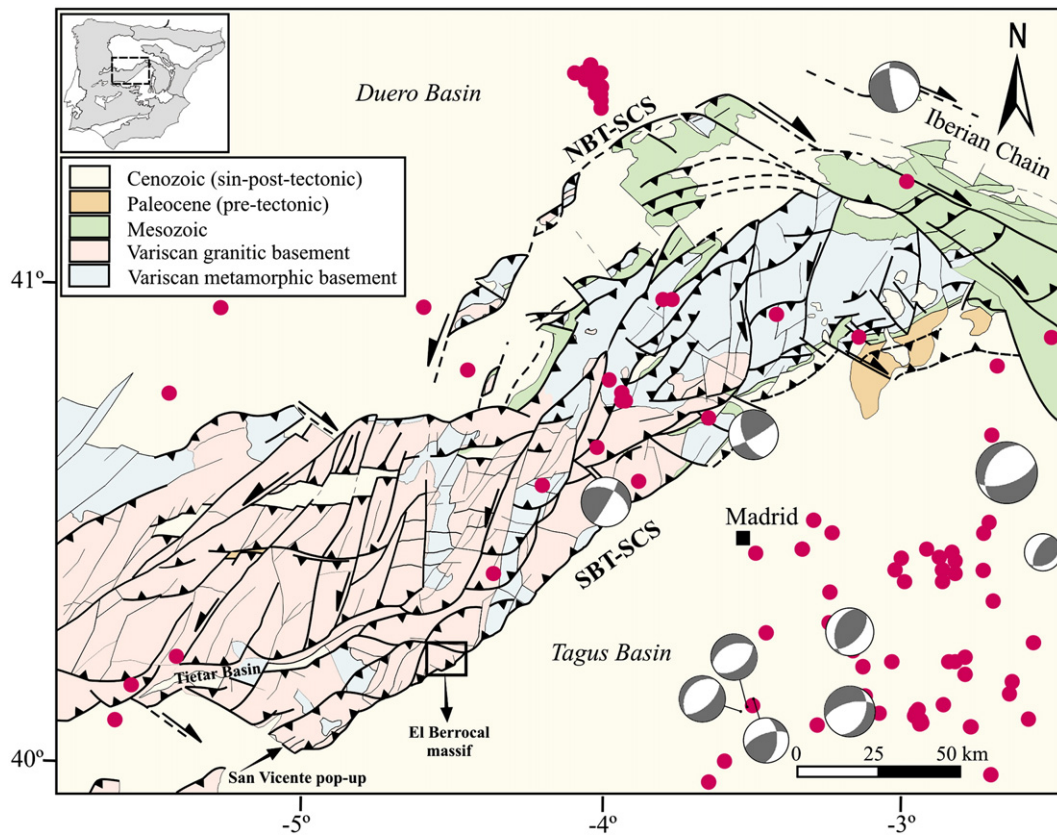 Duero Basin
N
NBT-SCS
Iberian Chain
Cenozoic (sin-post-tectonic)
Paleocene (pre-tectonic)
Mesozoic
Variscan granitic basement
Variscan metamorphic basement
41º
Madrid
SBT-SCS
Tagus Basin
Tietar Basin
El Berrocal
massif
San Vicente pop-up
40º
0 25 50 km
-5º -4º -3º